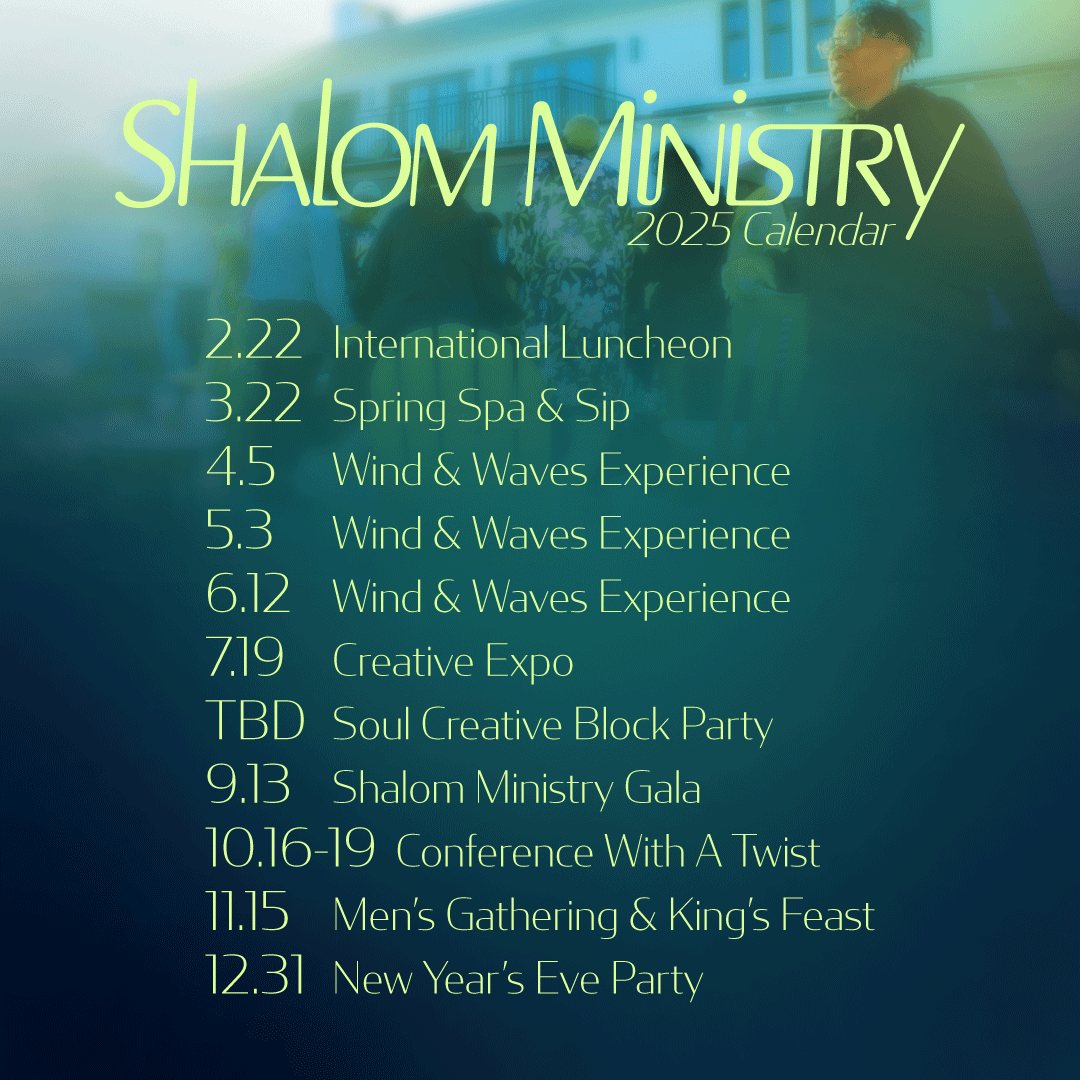 Shalom Ministry
2025 Calendar
2.22 International Luncheon
3.22 Spring Spa & Sip
4.5 Wind & Waves Experience
5.3 Wind & Waves Experience
6.12 Wind & Waves Experience
7.19 Creative Expo
TBD Soul Creative Block Party
9.13 Shalom Ministry Gala
10.16-19 Conference With A Twist
11.15 Men’s Gathering & King’s Feast
12.31 New Year’s Eve Party